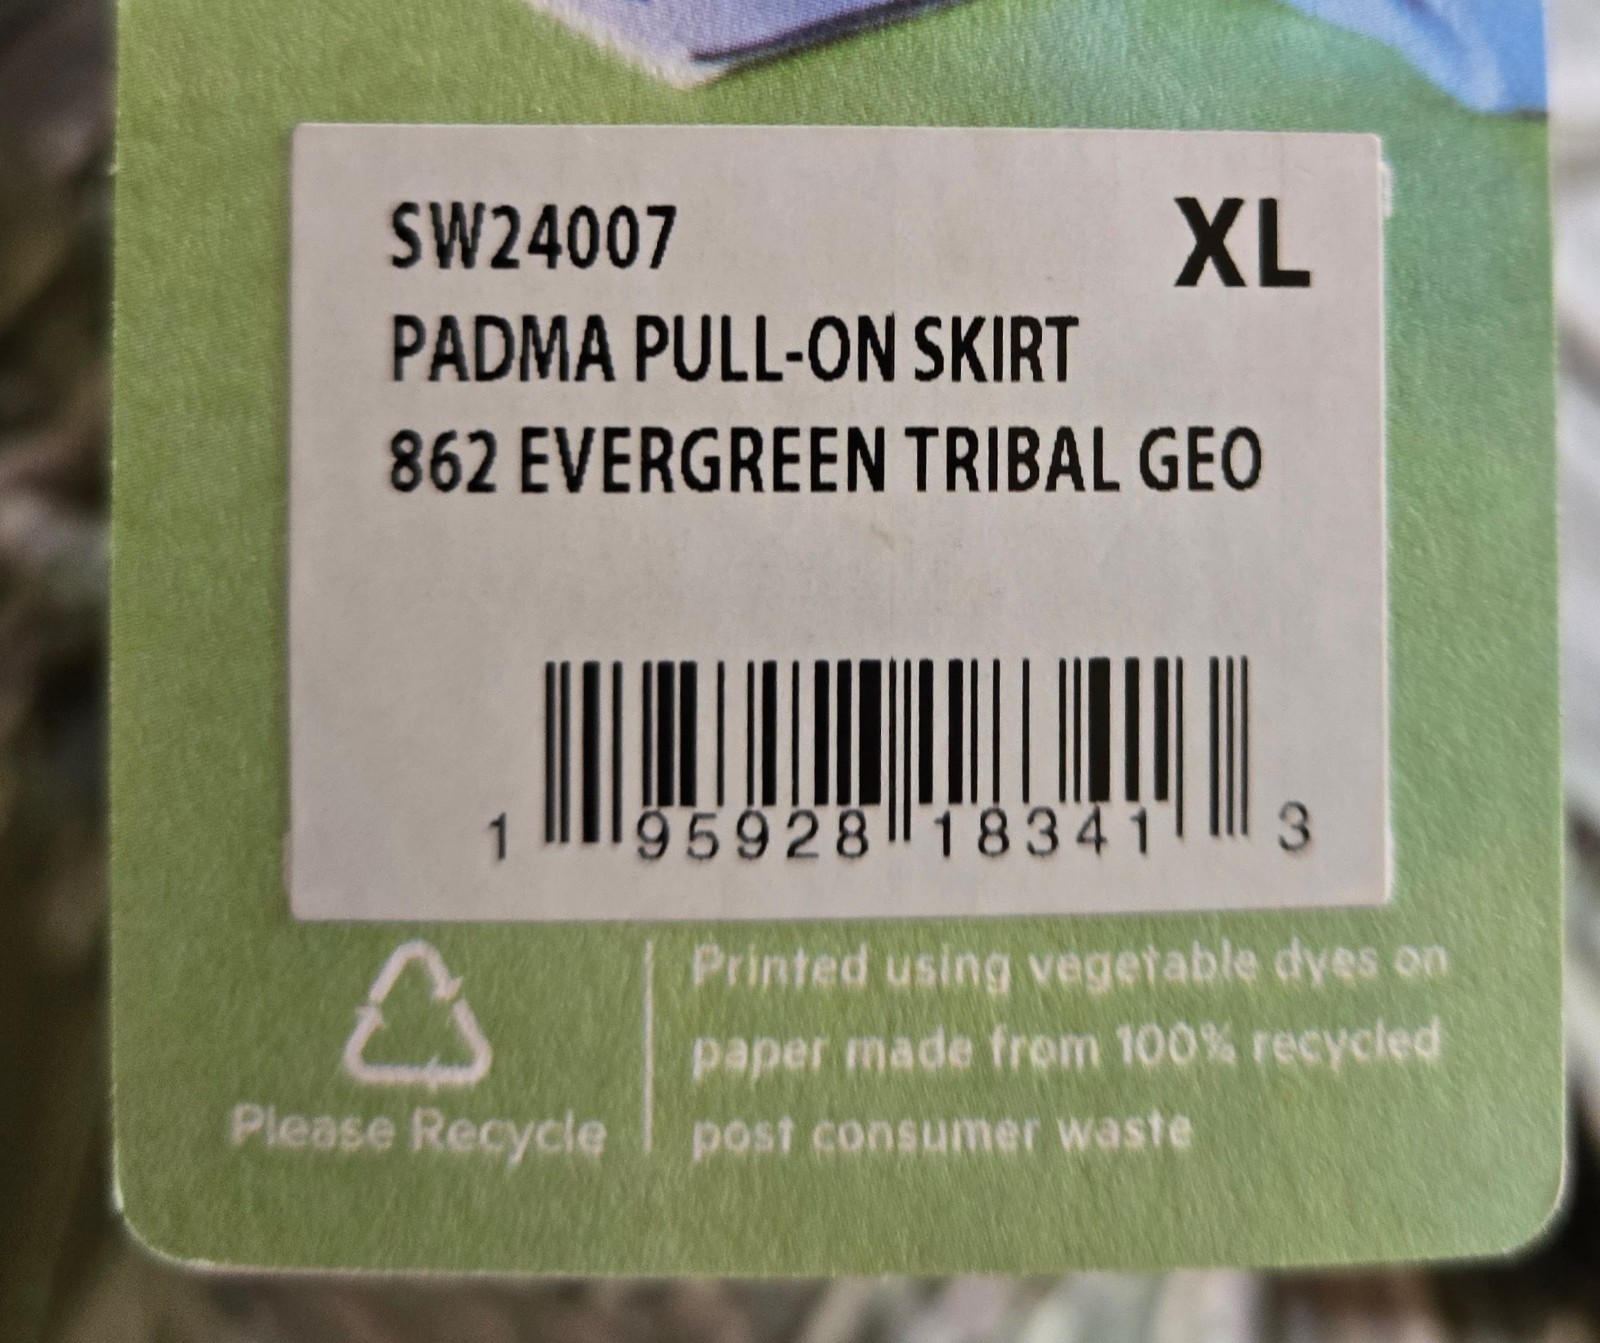 SW24007 XL
PADMA PULL-ON SKIRT
862 EVERGREEN TRIBAL GEO
1 95928 18341 3
Please Recycle
Printed using vegetable dyes on
paper made from 100% recycled
post consumer waste